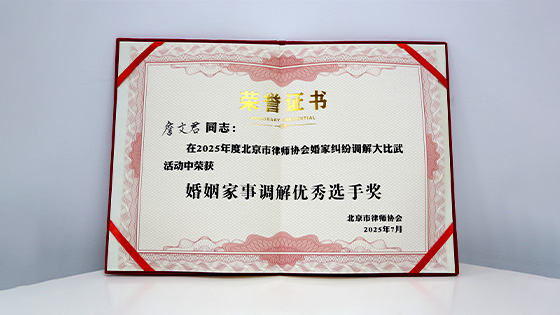 荣誉证书
詹文君 同志：
在2025年度北京市律师协会婚家纠纷调解大比武
活动中荣获
婚姻家事调解优秀选手奖
北京市律师协会
2025年7月